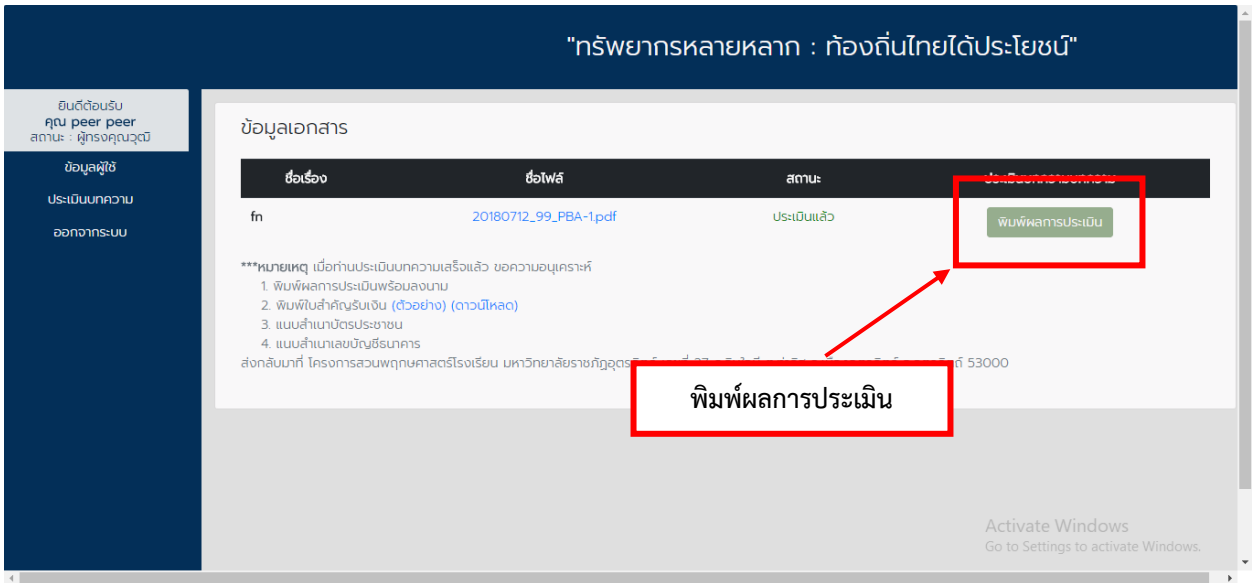 "ทรัพยากรหลายหลาก : ท้องถิ่นไทยได้ประโยชน์"
ยินดีต้อนรับ
คุณ peer peer
สถานะ : ผู้ทรงคุณวุฒิ
ข้อมูลผู้ใช้
ประเมินบทความ
ออกจากระบบ
ข้อมูลเอกสาร
ชื่อเรื่อง ชื่อไฟล์ สถานะ ประเมินบทความบทความ
fn 20180712_99_PBA-1.pdf ประเมินแล้ว พิมพ์ผลการประเมิน
***หมายเหตุ เมื่อท่านประเมินบทความเสร็จแล้ว ขอความอนุเคราะห์
1. พิมพ์ผลการประเมินพร้อมลงนาม
2. พิมพ์ใบสำคัญรับเงิน (ตัวอย่าง) (ดาวน์โหลด)
3. แนบสำเนาบัตรประชาชน
4. แนบสำเนาเลขบัญชีธนาคาร
ส่งกลับมาที่ โครงการสวนพฤกษศาสตร์โรงเรียน มหาวิทยาลัยราชภัฏอุตร 53000
พิมพ์ผลการประเมิน
Activate Windows
Go to Settings to activate Windows.